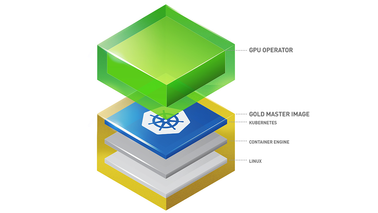 GPU OPERATOR
GOLD MASTER IMAGE
KUBERNETES
CONTAINER ENGINE
LINUX